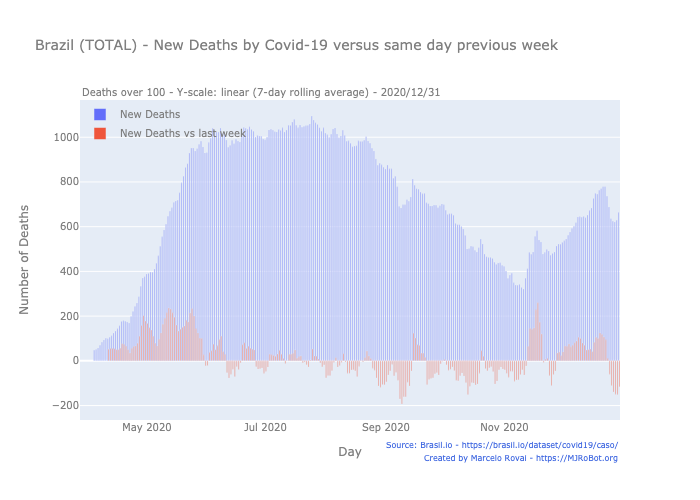 Brazil (TOTAL) - New Deaths by Covid-19 versus same day previous week
Deaths over 100 - Y-scale: linear (7-day rolling average) - 2020/12/31
New Deaths
New Deaths vs last week
1000
800
600
400
200
0
−200
Number of Deaths
May 2020
Jul 2020
Sep 2020
Nov 2020
Day
Source: Brasil.io - https://brasil.io/dataset/covid19/caso/
Created by Marcelo Rovai - https://MJRoBot.org